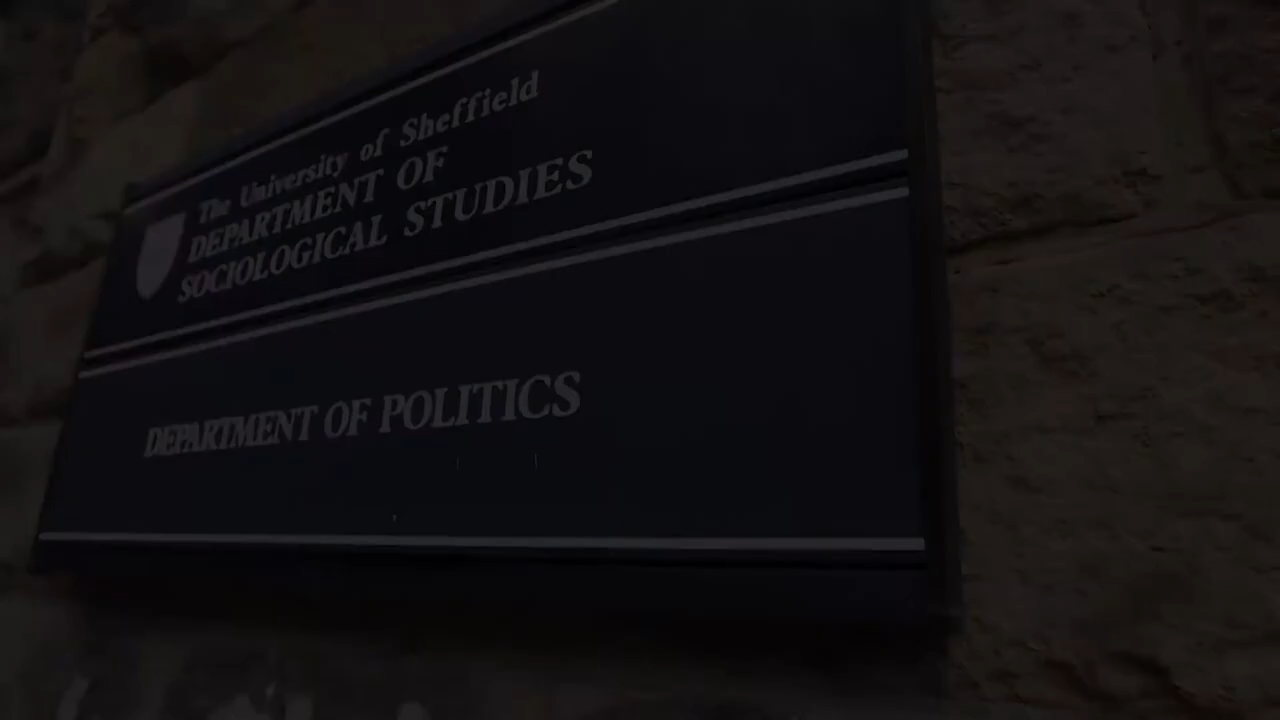 The University of Sheffield
DEPARTMENT OF
SOCIOLOGICAL STUDIES
DEPARTMENT OF POLITICS